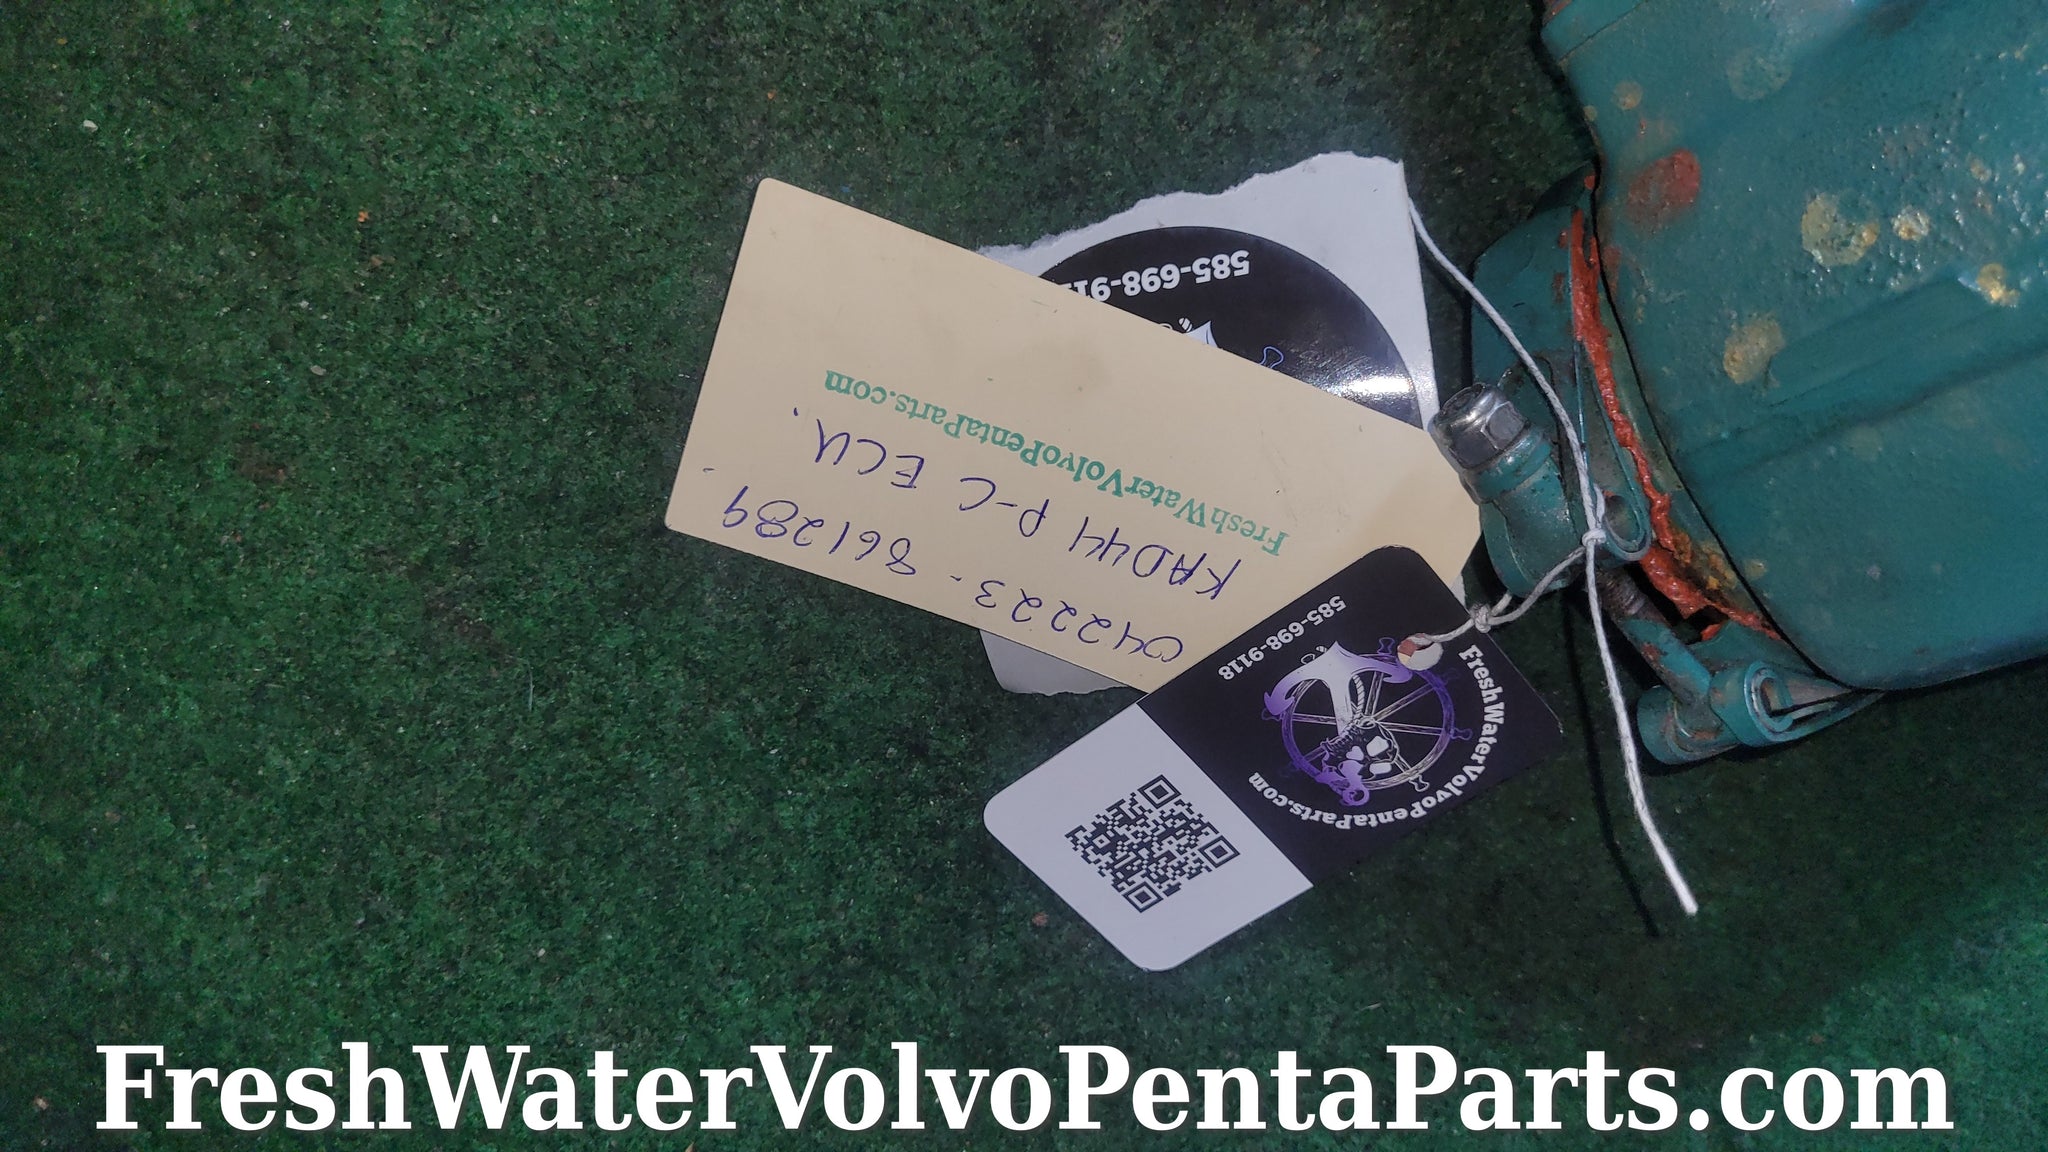 585-698-91
FreshWaterVolvoPentaParts.com
KAD44 P-C ECU.
042223. 861289
585-698-9118
FreshWaterVolvoPentaParts.com
FreshWaterVolvoPentaParts.com